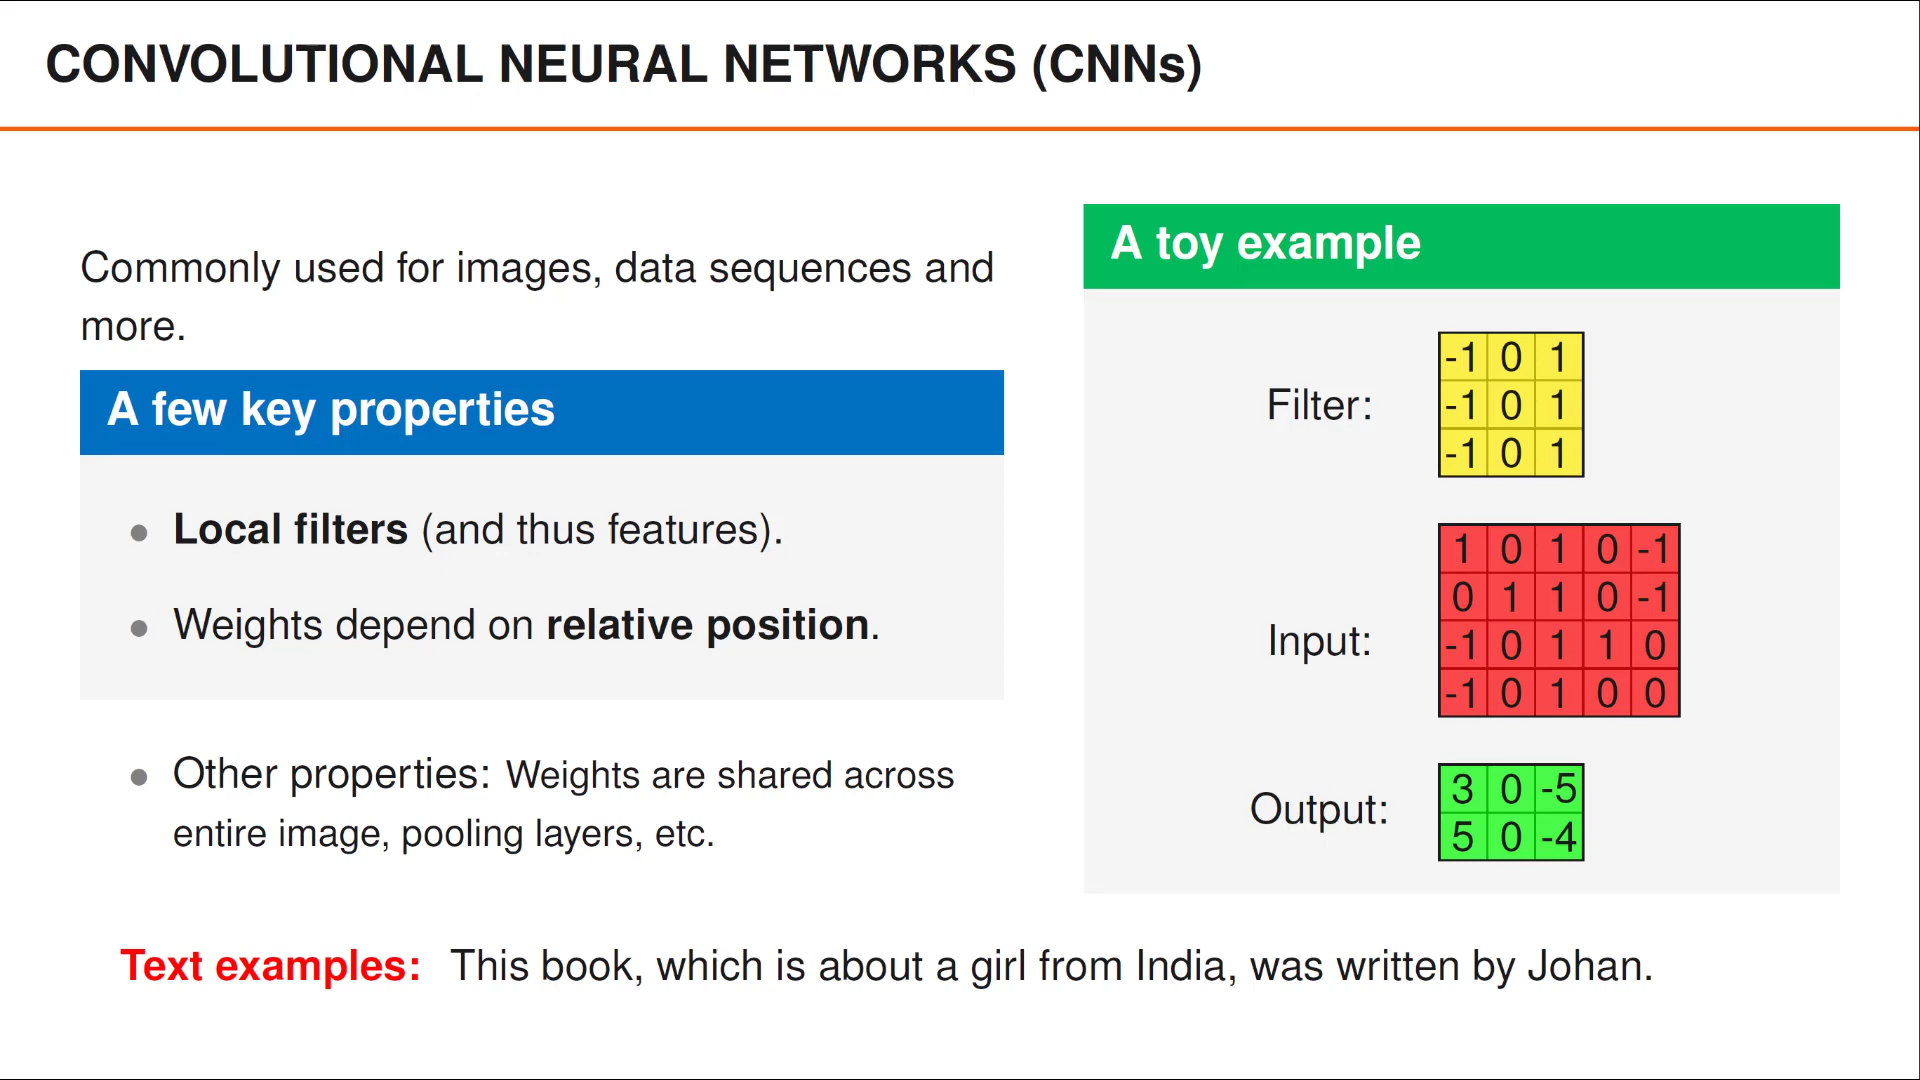 CONVOLUTIONAL NEURAL NETWORKS (CNNs)
Commonly used for images, data sequences and
more.
A few key properties
Local filters (and thus features).
Weights depend on relative position.
Other properties: Weights are shared across
entire image, pooling layers, etc.
A toy example
Filter:
-1 0 1
-1 0 1
-1 0 1
Input:
1 0 1 0 -1
0 1 1 0 -1
-1 0 1 1 0
-1 0 1 0 0
Output:
3 0 -5
5 0 -4
Text examples: This book, which is about a girl from India, was written by Johan.